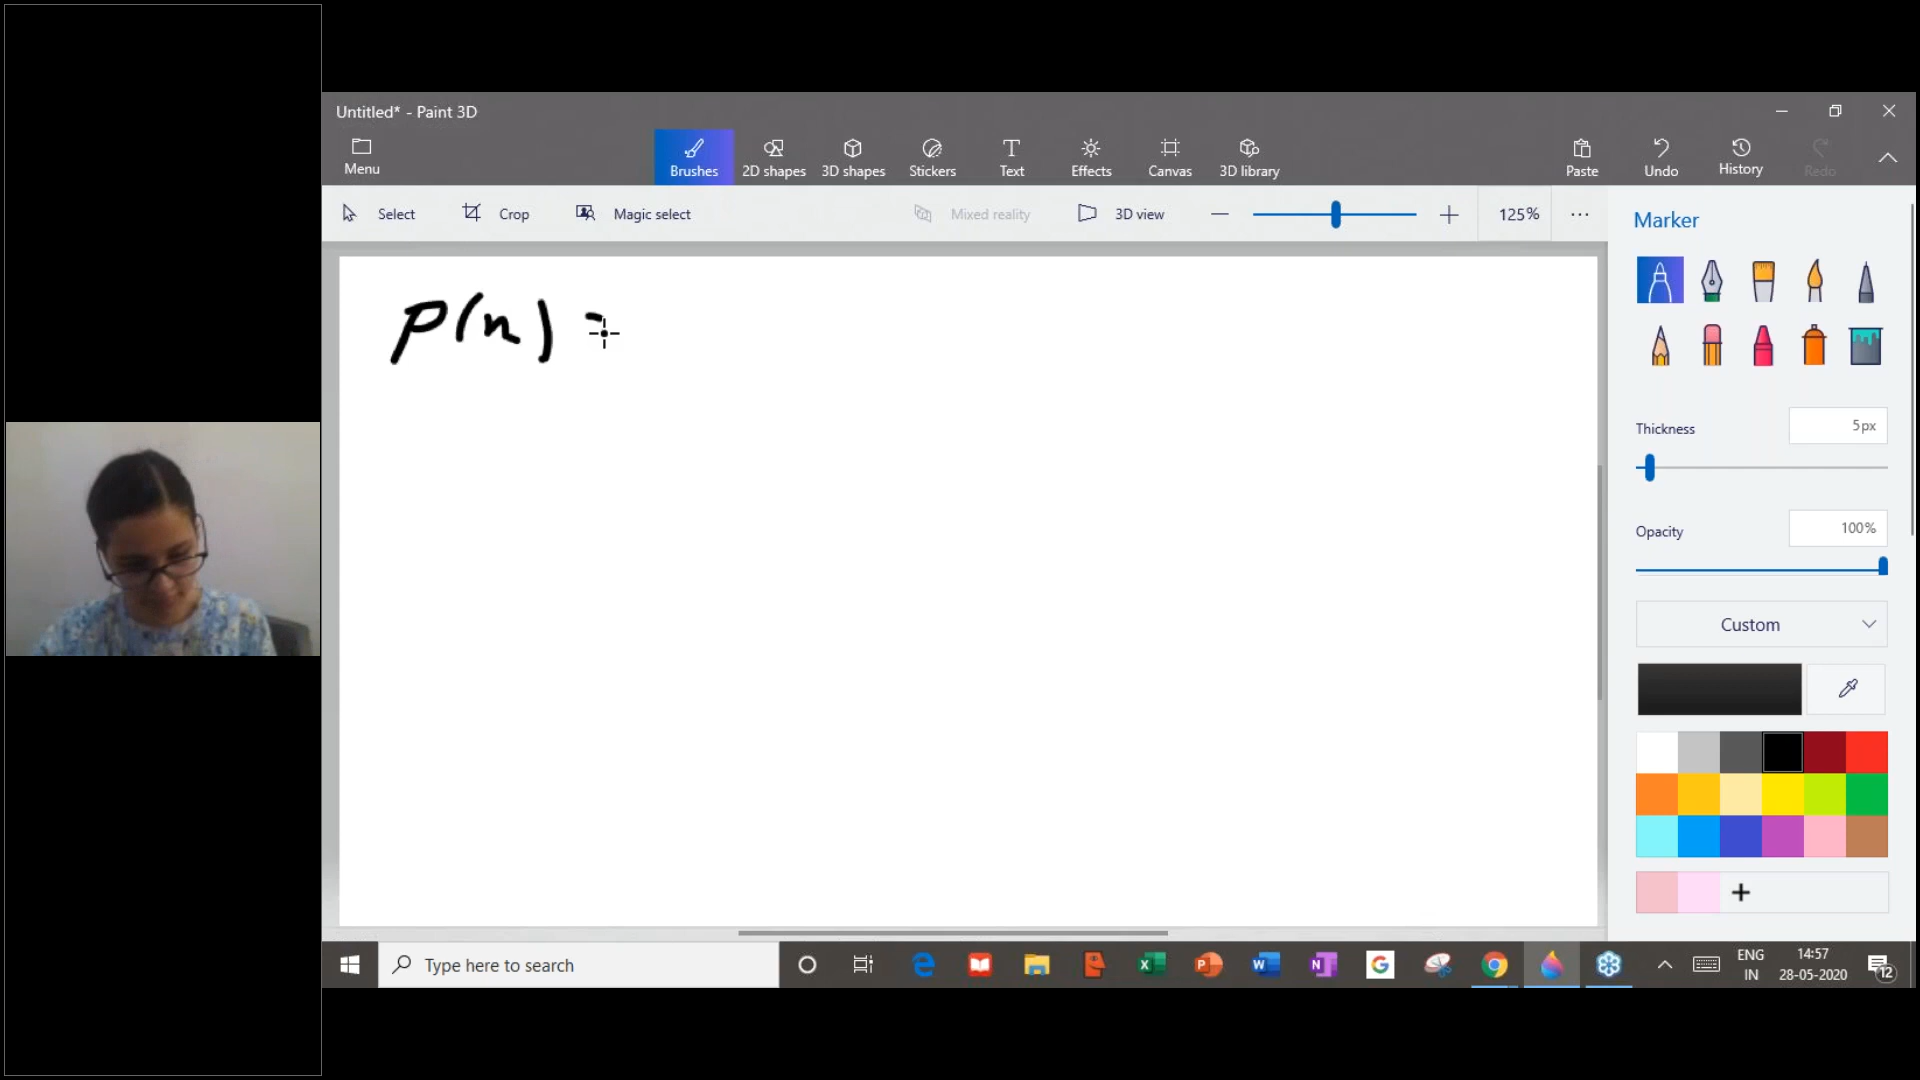 Untitled* - Paint 3D
Menu
Brushes
2D shapes
3D shapes
Stickers
Text
Effects
Canvas
3D library
Paste
Undo
History
Redo
Select
Crop
Magic select
Mixed reality
3D view
125%
Marker
P(n) =
Thickness
5px
Opacity
100%
Custom
Type here to search
ENG
IN
14:57
28-05-2020
12